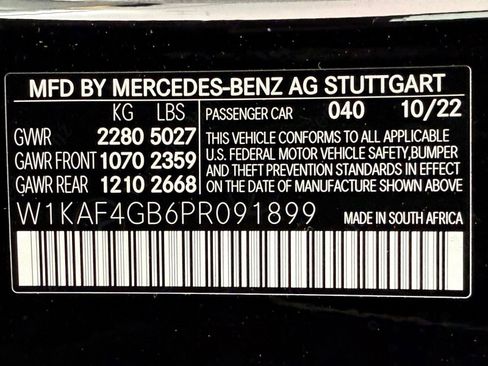 MFD BY MERCEDES-BENZ AG STUTTGART
KG LBS PASSENGER CAR 040 10/22
GVWR 2280 5027 THIS VEHICLE CONFORMS TO ALL APPLICABLE
GAWR FRONT 1070 2359 U.S. FEDERAL MOTOR VEHICLE SAFETY,BUMPER
GAWR REAR 1210 2668 AND THEFT PREVENTION STANDARDS IN EFFECT
ON THE DATE OF MANUFACTURE SHOWN ABOVE
W1KAF4GB6PR091899 MADE IN SOUTH AFRICA